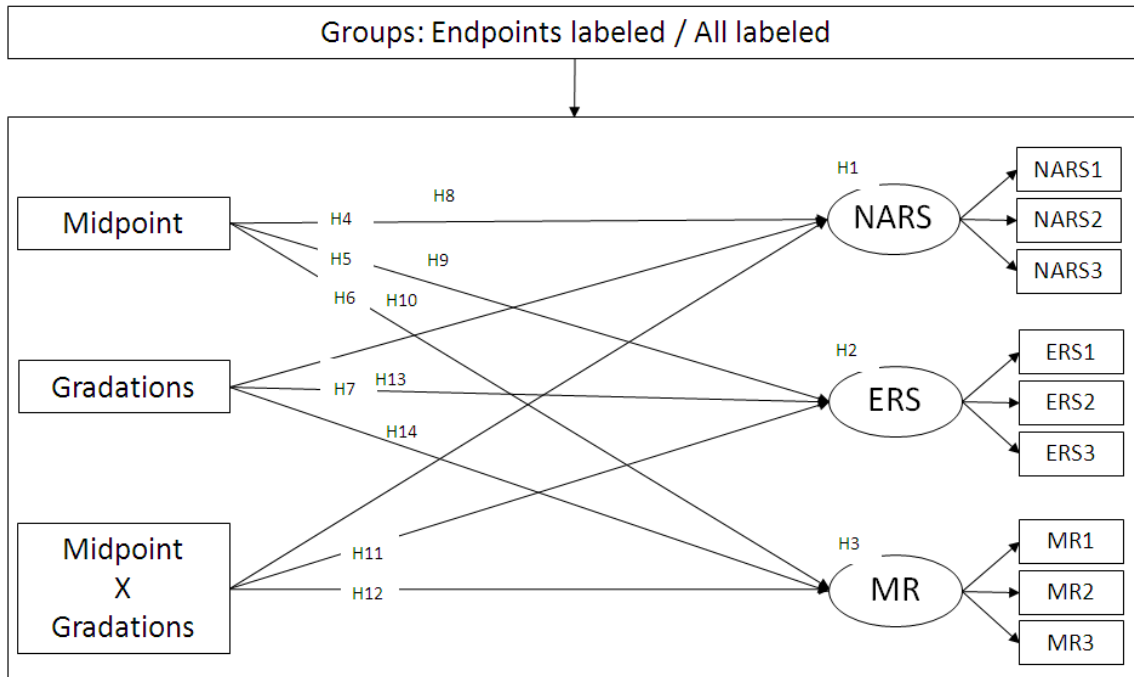 Groups: Endpoints labeled / All labeled
H1
NARS1
H8
Midpoint
H4
NARS
NARS2
H5
H9
NARS3
H6
H10
H2
ERS1
Gradations
H7
H13
ERS
ERS2
H14
ERS3
Midpoint
X
Gradations
H11
H3
MR1
H12
MR
MR2
MR3